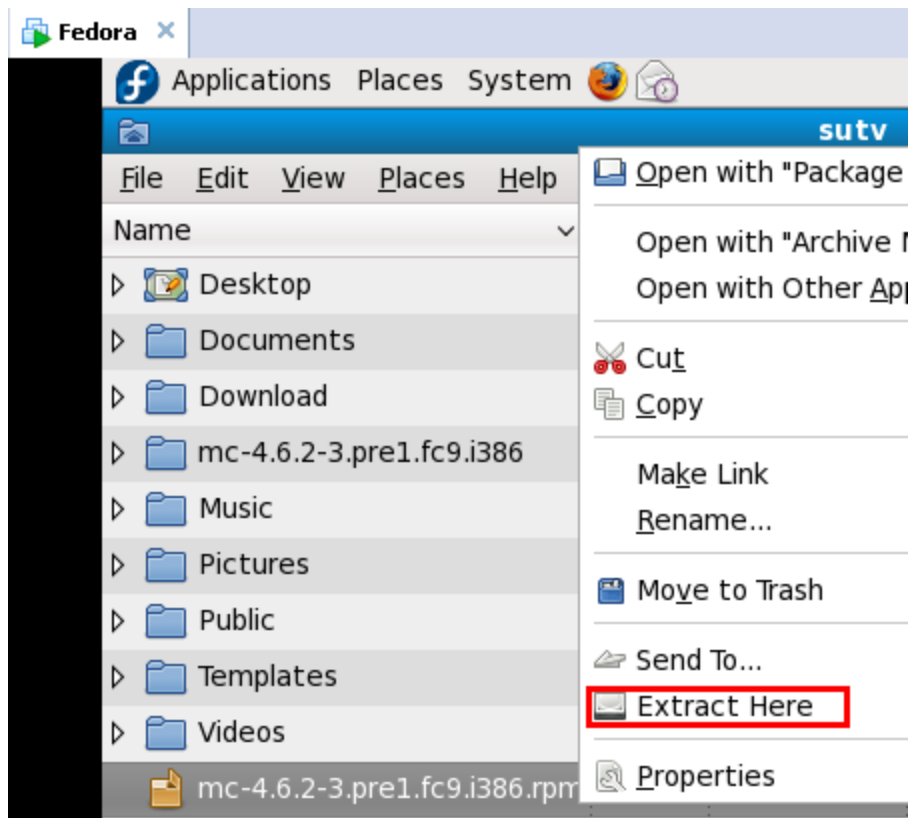 Fedora
Applications Places System
sutv
File Edit View Places Help
Name
Desktop
Documents
Download
mc-4.6.2-3.pre1.fc9.i386
Music
Pictures
Public
Templates
Videos
mc-4.6.2-3.pre1.fc9.i386.rpm
Open with "Package
Open with "Archive
Open with Other App
Cut
Copy
Make Link
Rename...
Move to Trash
Send To...
Extract Here
Properties